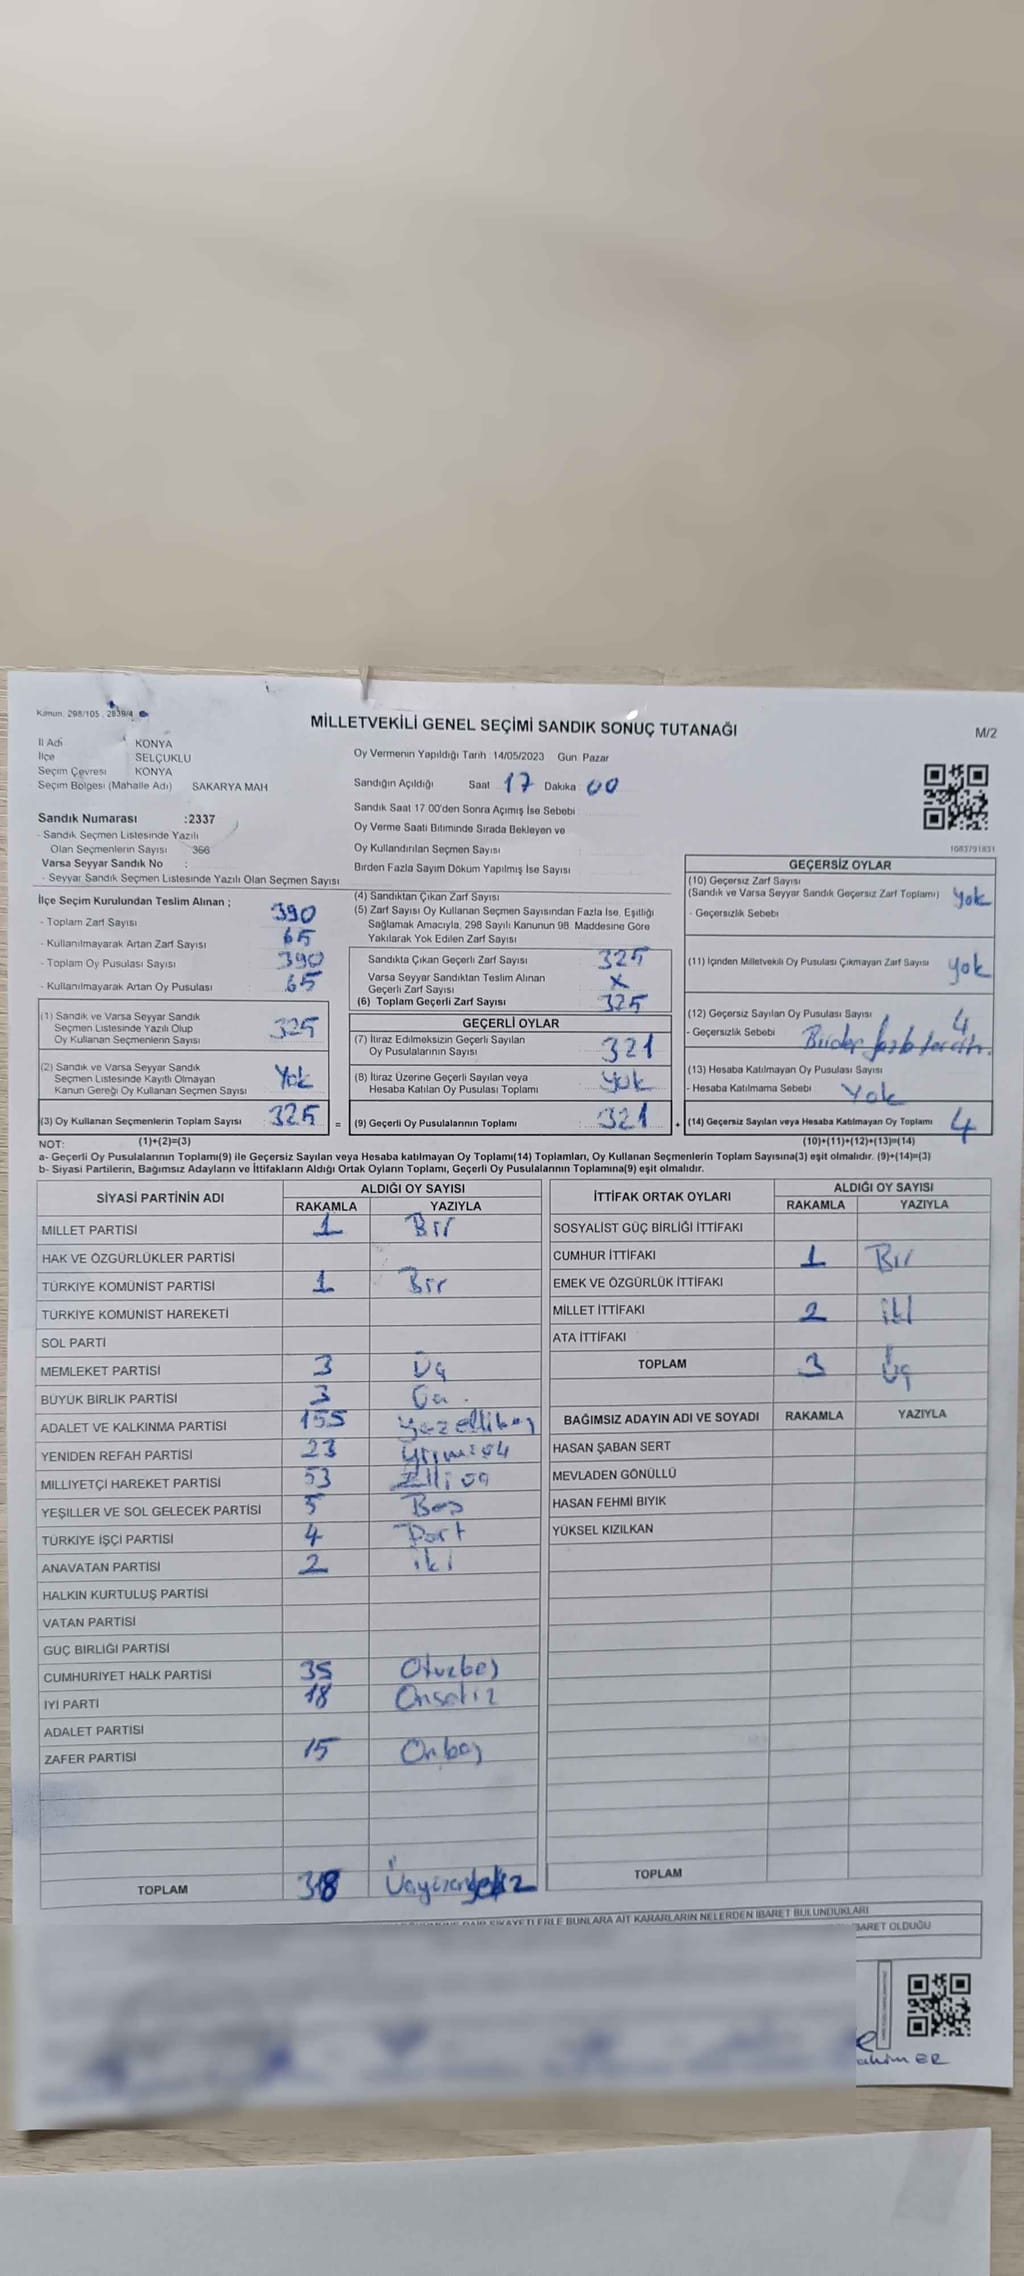 Kanun, 298/105, 2839/4
MİLLETVEKİLİ GENEL SEÇİMİ SANDIK SONUÇ TUTANAĞI
M/2
İl Adı KONYA
İlçe SELÇUKLU
Seçim Çevresi KONYA
Seçim Bölgesi (Mahalle Adı) SAKARYA MAH
Oy Vermenin Yapıldığı Tarih 14/05/2023 Gün Pazar
Sandığın Açıldığı Saat 17 Dakika 00
Sandık Saat 17.00'den Sonra Açımış İse Sebebi
Oy Verme Saati Bitiminde Sırada Bekleyen ve
Oy Kullandırılan Seçmen Sayısı
Birden Fazla Sayım Döküm Yapılmış İse Sayısı
1083791831
Sandık Numarası :2337
- Sandık Seçmen Listesinde Yazılı
Olan Seçmenlerin Sayısı 366
Varsa Seyyar Sandık No :
- Seyyar Sandık Seçmen Listesinde Yazılı Olan Seçmen Sayısı
İlçe Seçim Kurulundan Teslim Alınan ;
- Toplam Zarf Sayısı 390
- Kullanılmayarak Artan Zarf Sayısı 65
- Toplam Oy Pusulası Sayısı 390
- Kullanılmayarak Artan Oy Pusulası 65
(1) Sandık ve Varsa Seyyar Sandık
Seçmen Listesinde Yazılı Olup
Oy Kullanan Seçmenlerin Sayısı 325
(2) Sandık ve Varsa Seyyar Sandık
Seçmen Listesinde Kayıtlı Olmayan
Kanun Gereği Oy Kullanan Seçmen Sayısı Yok
(3) Oy Kullanan Seçmenlerin Toplam Sayısı 325 =
(4) Sandıktan Çıkan Zarf Sayısı
(5) Zarf Sayısı Oy Kullanan Seçmen Sayısından Fazla İse, Eşitliği
Sağlamak Amacıyla, 298 Sayılı Kanunun 98. Maddesine Göre
Yakılarak Yok Edilen Zarf Sayısı
Sandıkta Çıkan Geçerli Zarf Sayısı 325
Varsa Seyyar Sandıktan Teslim Alınan
Geçerli Zarf Sayısı X
(6) Toplam Geçerli Zarf Sayısı 325
GEÇERLİ OYLAR
(7) İtiraz Edilmeksizin Geçerli Sayılan
Oy Pusulalarının Sayısı 321
(8) İtiraz Üzerine Geçerli Sayılan veya
Hesaba Katılan Oy Pusulası Toplamı yok
(9) Geçerli Oy Pusulalarının Toplamı 321 +
GEÇERSİZ OYLAR
(10) Geçersiz Zarf Sayısı
(Sandık ve Varsa Seyyar Sandık Geçersiz Zarf Toplamı) yok
- Geçersizlik Sebebi
(11) İçinden Milletvekili Oy Pusulası Çıkmayan Zarf Sayısı yok
(12) Geçersiz Sayılan Oy Pusulası Sayısı 4
- Geçersizlik Sebebi
(13) Hesaba Katılmayan Oy Pusulası Sayısı
- Hesaba Katılmama Sebebi Yok
(14) Geçersiz Sayılan veya Hesaba Katılmayan Oy Toplamı 4
NOT: (1)+(2)=(3) (10)+(11)+(12)+(13)=(14)
a- Geçerli Oy Pusulalarının Toplamı(9) ile Geçersiz Sayılan veya Hesaba katılmayan Oy Toplamı(14) Toplamları, Oy Kullanan Seçmenlerin Toplam Sayısına(3) eşit olmalıdır. (9)+(14)=(3)
b- Siyasi Partilerin, Bağımsız Adayların ve İttifakların Aldığı Ortak Oyların Toplamı, Geçerli Oy Pusulalarının Toplamına(9) eşit olmalıdır.
SİYASİ PARTİNİN ADI ALDIĞI OY SAYISI
RAKAMLA YAZIYLA
MİLLET PARTİSİ 1 Bir
HAK VE ÖZGÜRLÜKLER PARTİSİ
TÜRKİYE KOMÜNİST PARTİSİ 1 Bir
TÜRKİYE KOMÜNİST HAREKETİ
SOL PARTİ
MEMLEKET PARTİSİ 3 Üç
BÜYÜK BİRLİK PARTİSİ 3 Üç
ADALET VE KALKINMA PARTİSİ 155 Yüzellibeş
YENİDEN REFAH PARTİSİ 23 Yirmiüç
MİLLİYETÇİ HAREKET PARTİSİ 53 Elliüç
YEŞİLLER VE SOL GELECEK PARTİSİ 5 Beş
TÜRKİYE İŞÇİ PARTİSİ 4 Dört
ANAVATAN PARTİSİ 2 iki
HALKIN KURTULUŞ PARTİSİ
VATAN PARTİSİ
GÜÇ BİRLİĞİ PARTİSİ
CUMHURİYET HALK PARTİSİ 35 Otuzbeş
İYİ PARTİ 18 Onsekiz
ADALET PARTİSİ
ZAFER PARTİSİ 15 Onbeş
TOPLAM 318 Üçyüzonsekiz
İTTİFAK ORTAK OYLARI ALDIĞI OY SAYISI
RAKAMLA YAZIYLA
SOSYALİST GÜÇ BİRLİĞİ İTTİFAKI
CUMHUR İTTİFAKI 1 Bir
EMEK VE ÖZGÜRLÜK İTTİFAKI
MİLLET İTTİFAKI 2 iki
ATA İTTİFAKI
TOPLAM 3 Üç
BAĞIMSIZ ADAYIN ADI VE SOYADI RAKAMLA YAZIYLA
HASAN ŞABAN SERT
MEVLADEN GÖNÜLLÜ
HASAN FEHMİ BIYIK
YÜKSEL KIZILKAN
TOPLAM
ŞİKAYETLERLE BUNLARA AİT KARARLARIN NELERDEN İBARET BULUNDUKLARI
BARET OLDUĞU
ER